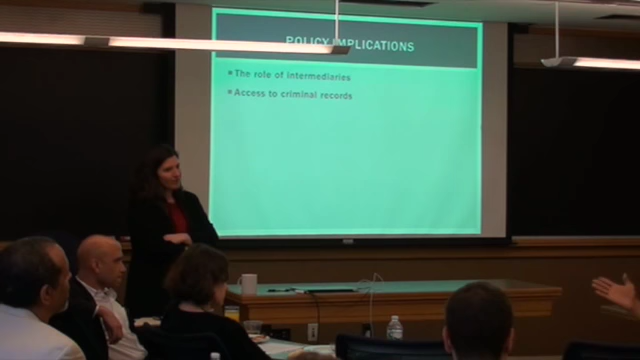 POLICY IMPLICATIONS
The role of intermediaries
Access to criminal records